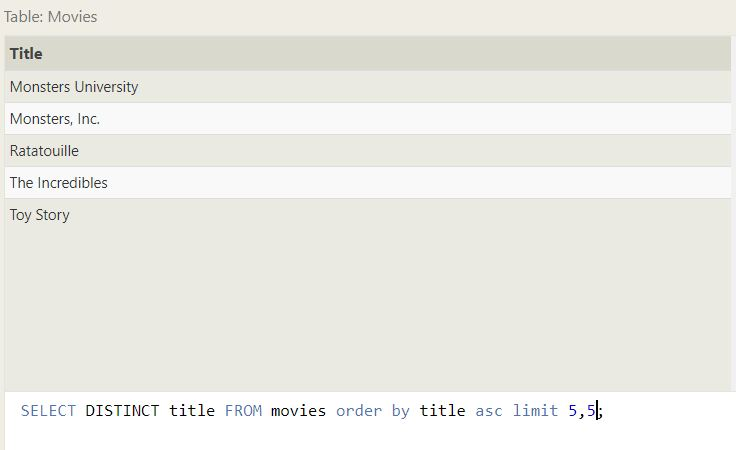 Table: Movies
Title
Monsters University
Monsters, Inc.
Ratatouille
The Incredibles
Toy Story
SELECT DISTINCT title FROM movies order by title asc limit 5,5;